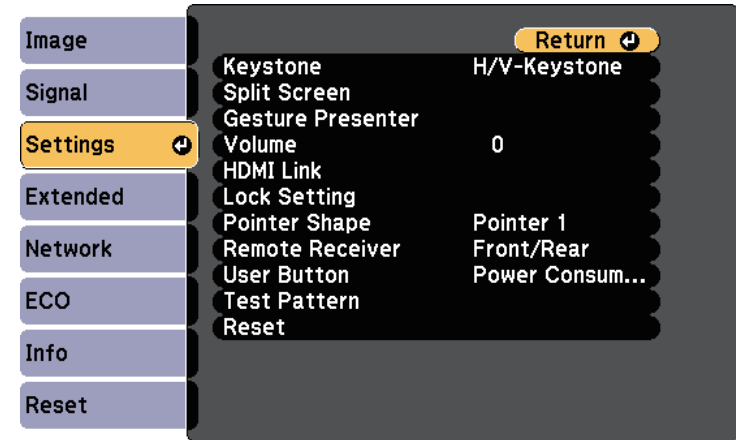 Image
Signal
Settings
Extended
Network
ECO
Info
Reset
Return
Keystone H/V-Keystone
Split Screen
Gesture Presenter
Volume 0
HDMI Link
Lock Setting
Pointer Shape Pointer 1
Remote Receiver Front/Rear
User Button Power Consum...
Test Pattern
Reset